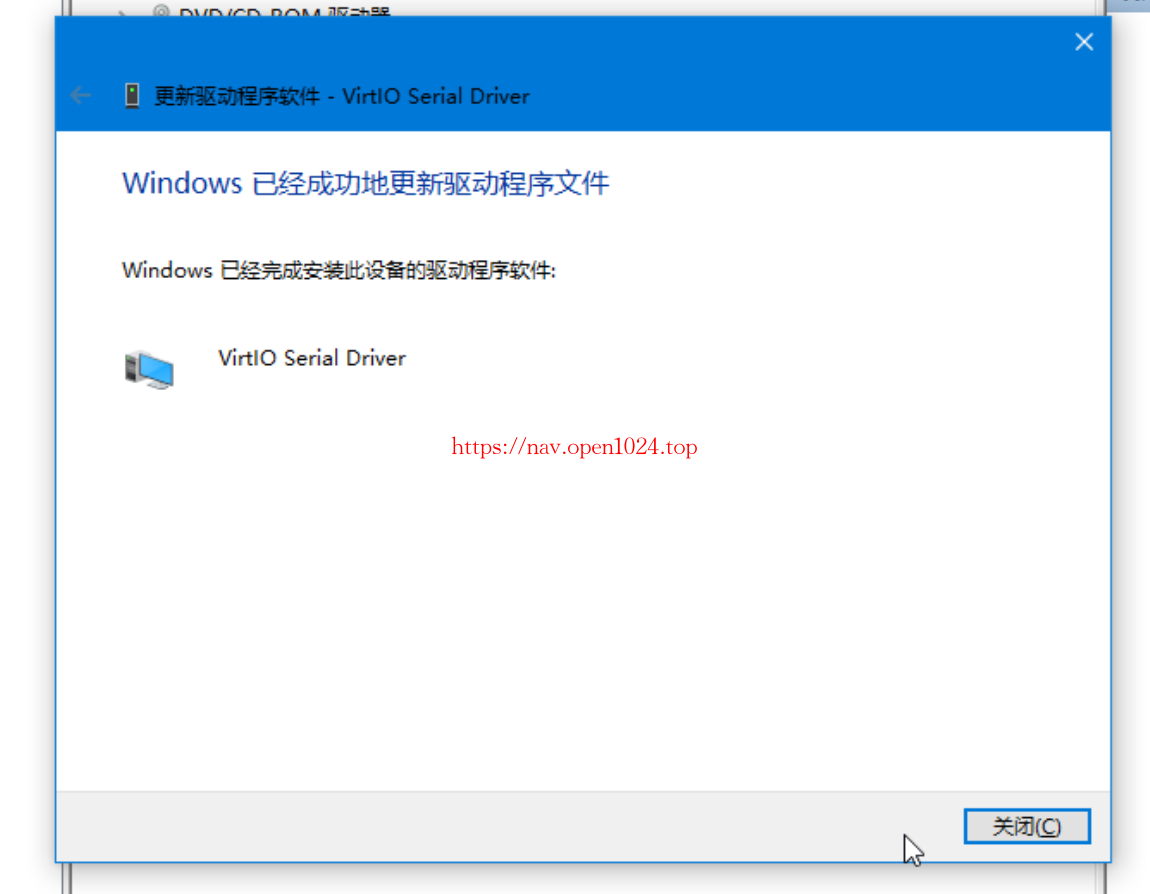 DVD/CD-ROM 驱动器
更新驱动程序软件 - VirtIO Serial Driver
Windows 已经成功地更新驱动程序文件
Windows 已经完成安装此设备的驱动程序软件:
VirtIO Serial Driver
https://nav.open1024.top
关闭(C)